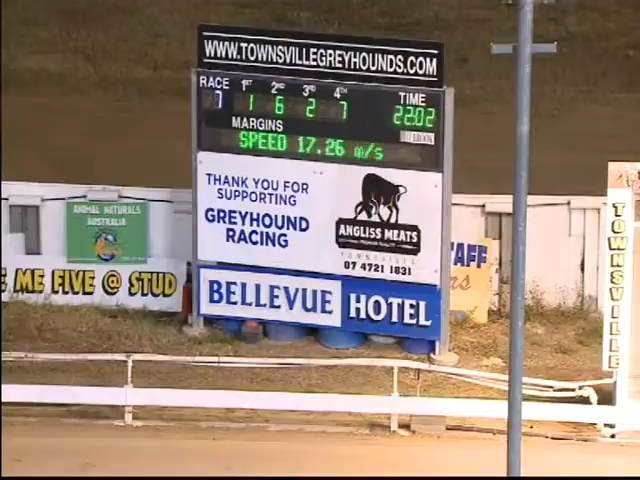 WWW.TOWNSVILLEGREYHOUNDS.COM
RACE 1ST 2ND 3RD 4TH TIME
7 1 6 2 7 22:02
MARGINS
SPEED 17.26 m/s
THANK YOU FOR
SUPPORTING
GREYHOUND
RACING
ANGLISS MEATS
TOWNSVILLE
07 4721 1831
BELLEVUE HOTEL
ANIMAL NATURALS
AUSTRALIA
E ME FIVE @ STUD
TAFF
TOWNSVILLE